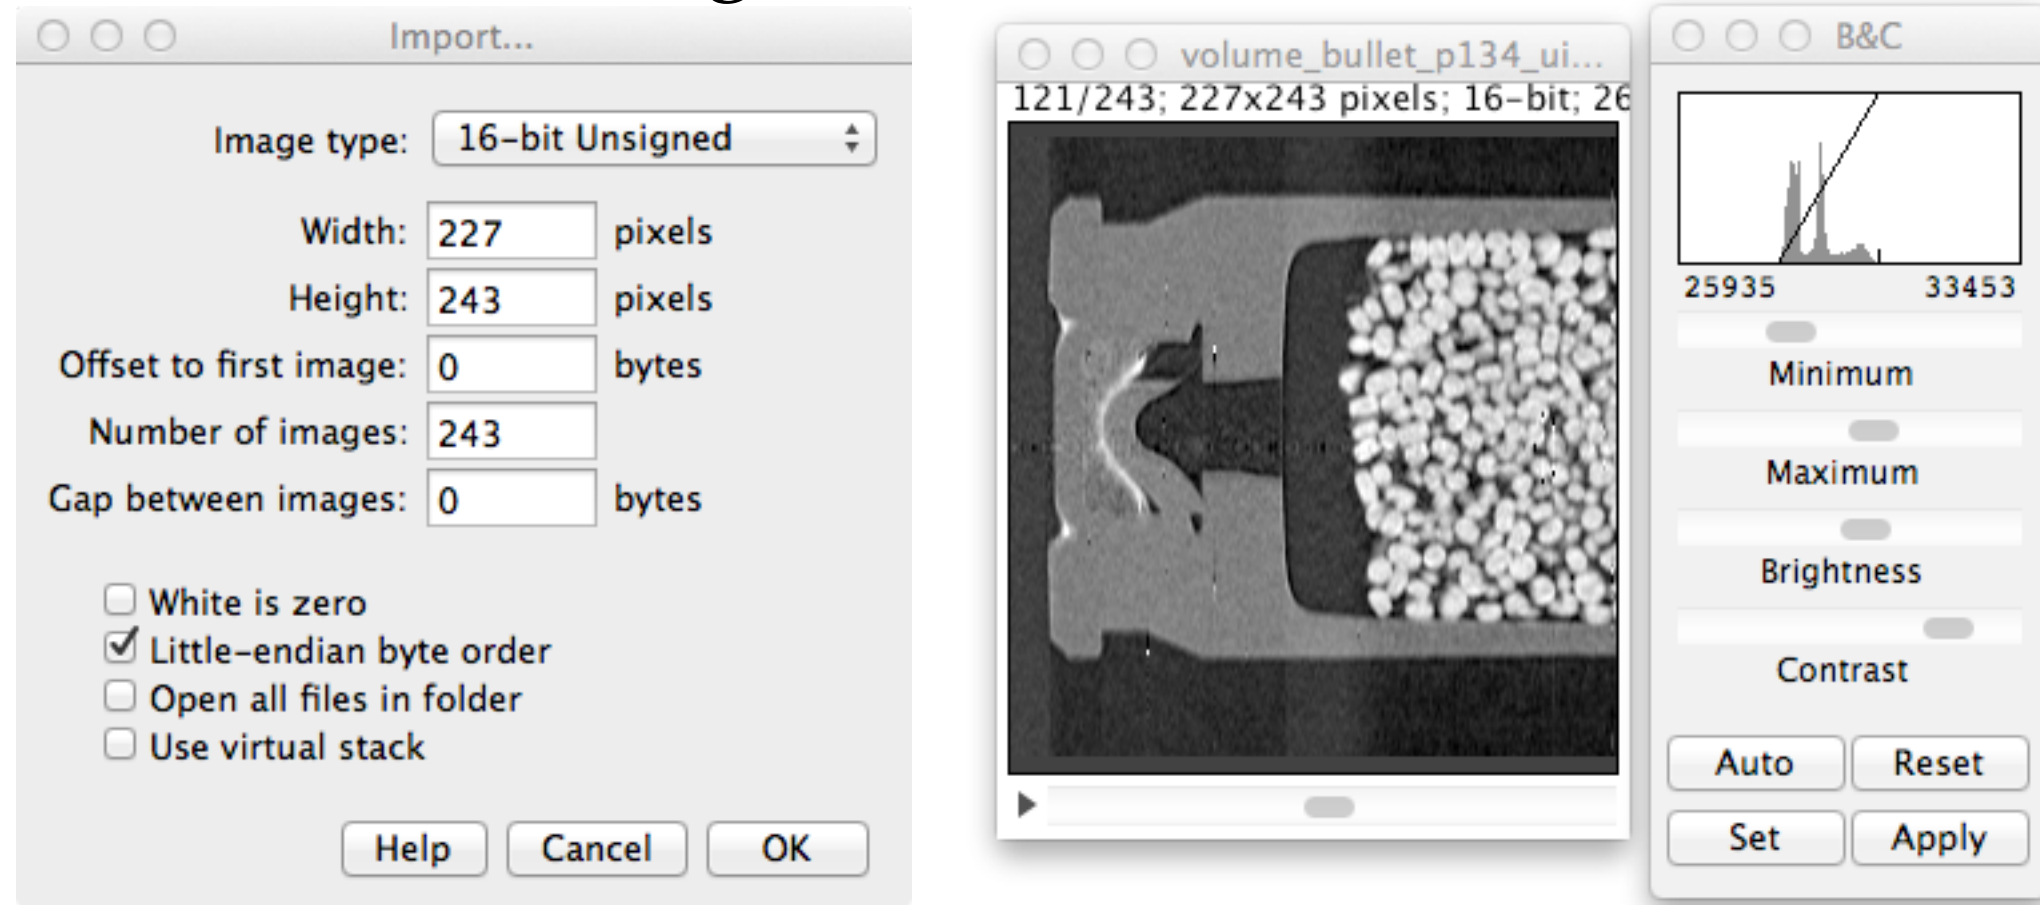 Import...
Image type: 16-bit Unsigned
Width: 227 pixels
Height: 243 pixels
Offset to first image: 0 bytes
Number of images: 243
Gap between images: 0 bytes
White is zero
Little-endian byte order
Open all files in folder
Use virtual stack
Help Cancel OK
volume_bullet_p134_ui...
121/243; 227x243 pixels; 16-bit; 26
B&C
25935 33453
Minimum
Maximum
Brightness
Contrast
Auto Reset
Set Apply